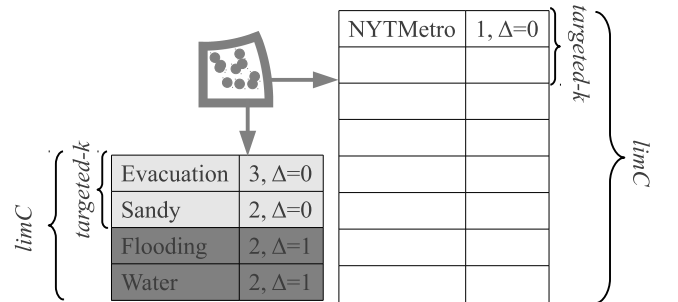 NYTMetro 1, Δ=0
targeted-k
limC
Evacuation 3, Δ=0
Sandy 2, Δ=0
Flooding 2, Δ=1
Water 2, Δ=1
targeted-k
limC